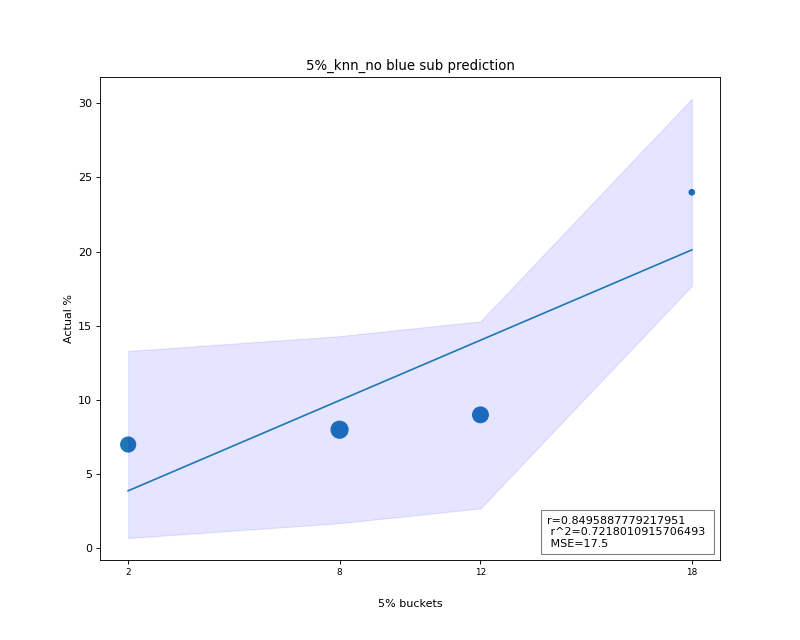 5%_knn_no blue sub prediction
Actual %
30
25
20
15
10
5
0
r=0.8495887779217951
r^2=0.7218010915706493
MSE=17.5
2 8 12 18
5% buckets